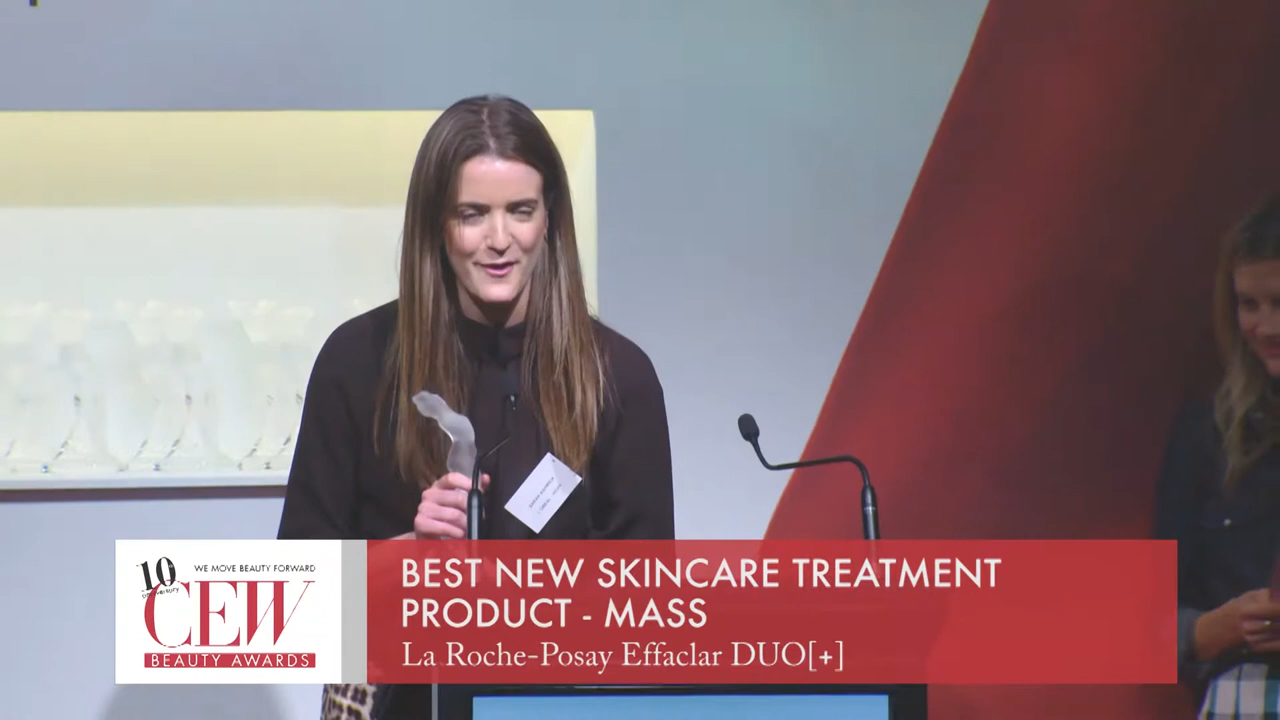 10
WE MOVE BEAUTY FORWARD
CEW
BEAUTY AWARDS
BEST NEW SKINCARE TREATMENT
PRODUCT - MASS
La Roche-Posay Effaclar DUO[+]